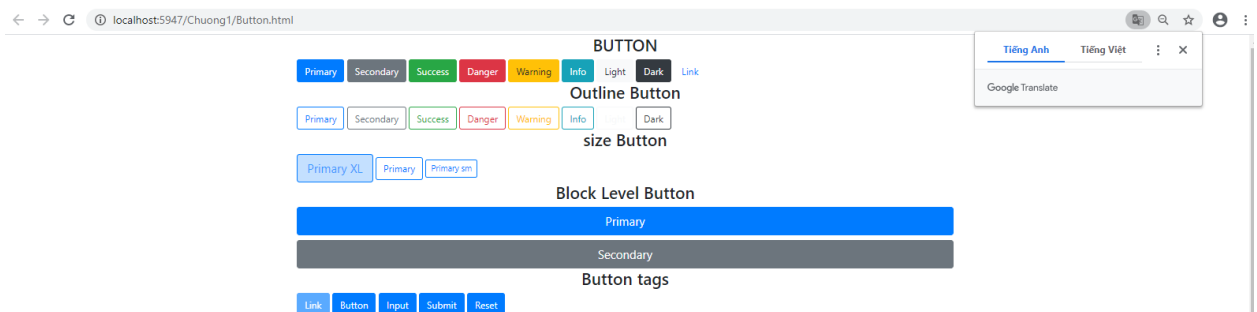 localhost:5947/Chuong1/Button.html
Tiếng Anh Tiếng Việt
Google Translate
BUTTON
Primary Secondary Success Danger Warning Info Light Dark Link
Outline Button
Primary Secondary Success Danger Warning Info Light Dark
size Button
Primary XL Primary Primary sm
Block Level Button
Primary
Secondary
Button tags
Link Button Input Submit Reset